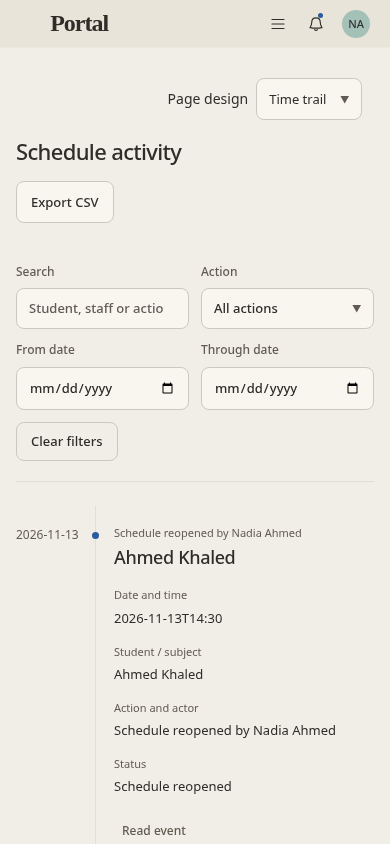 Portal
NA
Page design
Time trail
Schedule activity
Export CSV
Search
Action
Student, staff or actio
All actions
From date
Through date
mm/dd/yyyy
mm/dd/yyyy
Clear filters
2026-11-13
Schedule reopened by Nadia Ahmed
Ahmed Khaled
Date and time
2026-11-13T14:30
Student / subject
Ahmed Khaled
Action and actor
Schedule reopened by Nadia Ahmed
Status
Schedule reopened
Read event